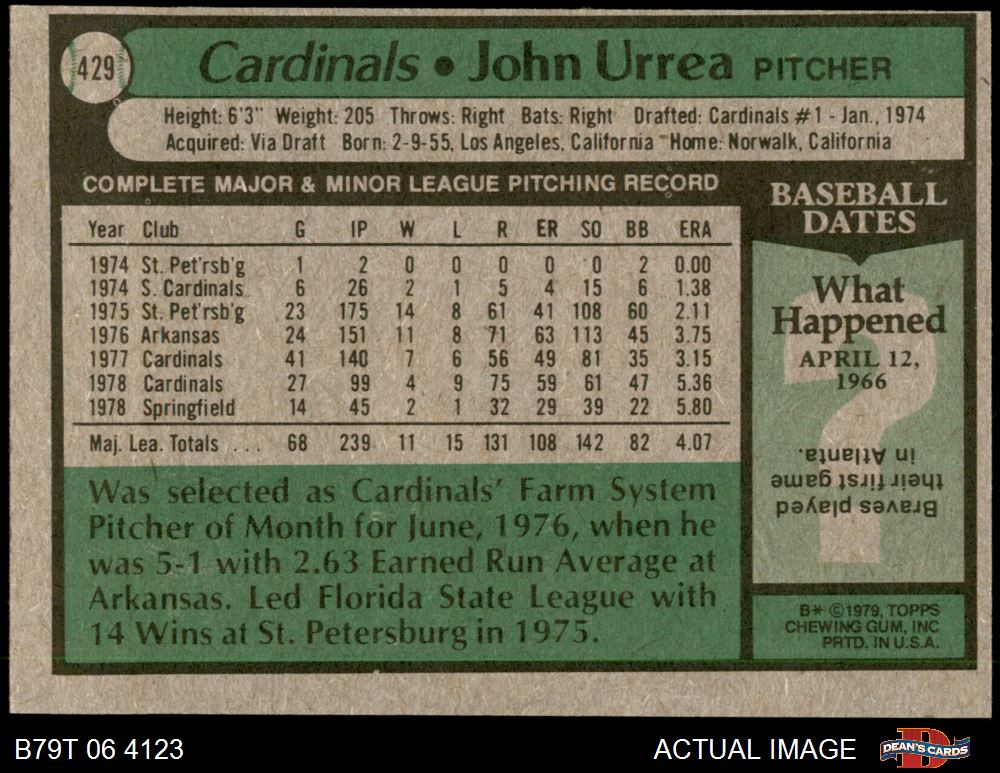 429
Cardinals • John Urrea PITCHER
Height: 6'3" Weight: 205 Throws: Right Bats: Right Drafted: Cardinals #1 - Jan., 1974
Acquired: Via Draft Born: 2-9-55, Los Angeles, California Home: Norwalk, California
COMPLETE MAJOR & MINOR LEAGUE PITCHING RECORD
Year Club G IP W L R ER SO BB ERA
1974 St. Pet'rsb'g 1 2 0 0 0 0 0 2 0.00
1974 S. Cardinals 6 26 2 1 5 4 15 6 1.38
1975 St. Pet'rsb'g 23 175 14 8 61 41 108 60 2.11
1976 Arkansas 24 151 11 8 71 63 113 45 3.75
1977 Cardinals 41 140 7 6 56 49 81 35 3.15
1978 Cardinals 27 99 4 9 75 59 61 47 5.36
1978 Springfield 14 45 2 1 32 29 39 22 5.80
Maj. Lea. Totals ... 68 239 11 15 131 108 142 82 4.07
Was selected as Cardinals' Farm System
Pitcher of Month for June, 1976, when he
was 5-1 with 2.63 Earned Run Average at
Arkansas. Led Florida State League with
14 Wins at St. Petersburg in 1975.
BASEBALL
DATES
What
Happened
APRIL 12,
1966
?
Braves played
their first game
in Atlanta.
B* ©1979, TOPPS
CHEWING GUM, INC
PRTD. IN U.S.A.
B79T 06 4123
ACTUAL IMAGE
DEAN'S CARDS